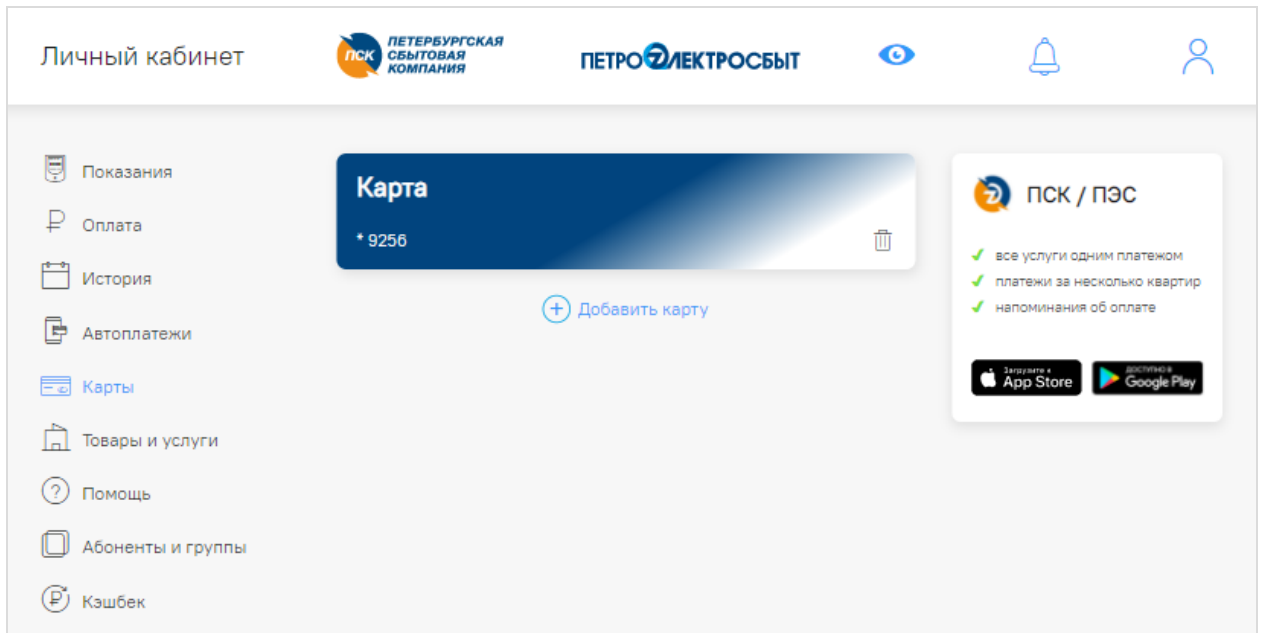 Личный кабинет
ПСК
ПЕТЕРБУРГСКАЯ
СБЫТОВАЯ
КОМПАНИЯ
ПЕТРОЭЛЕКТРОСБЫТ
Показания
Оплата
История
Автоплатежи
Карты
Товары и услуги
Помощь
Абоненты и группы
Кэшбек
Карта
* 9256
Добавить карту
ПСК / ПЭС
все услуги одним платежом
платежи за несколько квартир
напоминания об оплате
Загрузите в
App Store
ДОСТУПНО В
Google Play